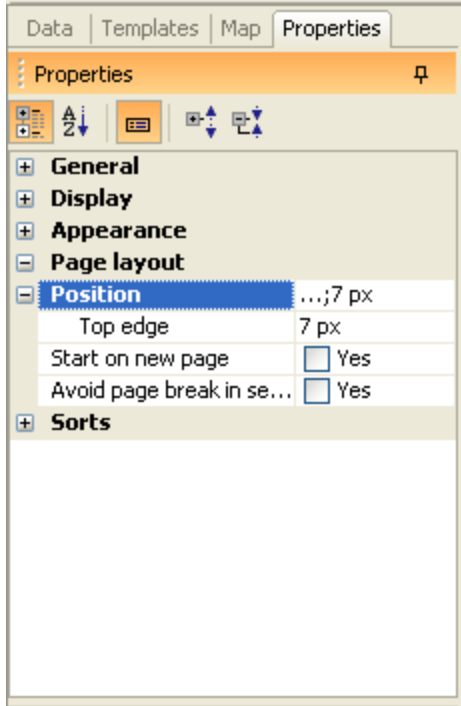 Data Templates Map Properties
Properties
General
Display
Appearance
Page layout
Position ...;7 px
Top edge 7 px
Start on new page Yes
Avoid page break in se... Yes
Sorts